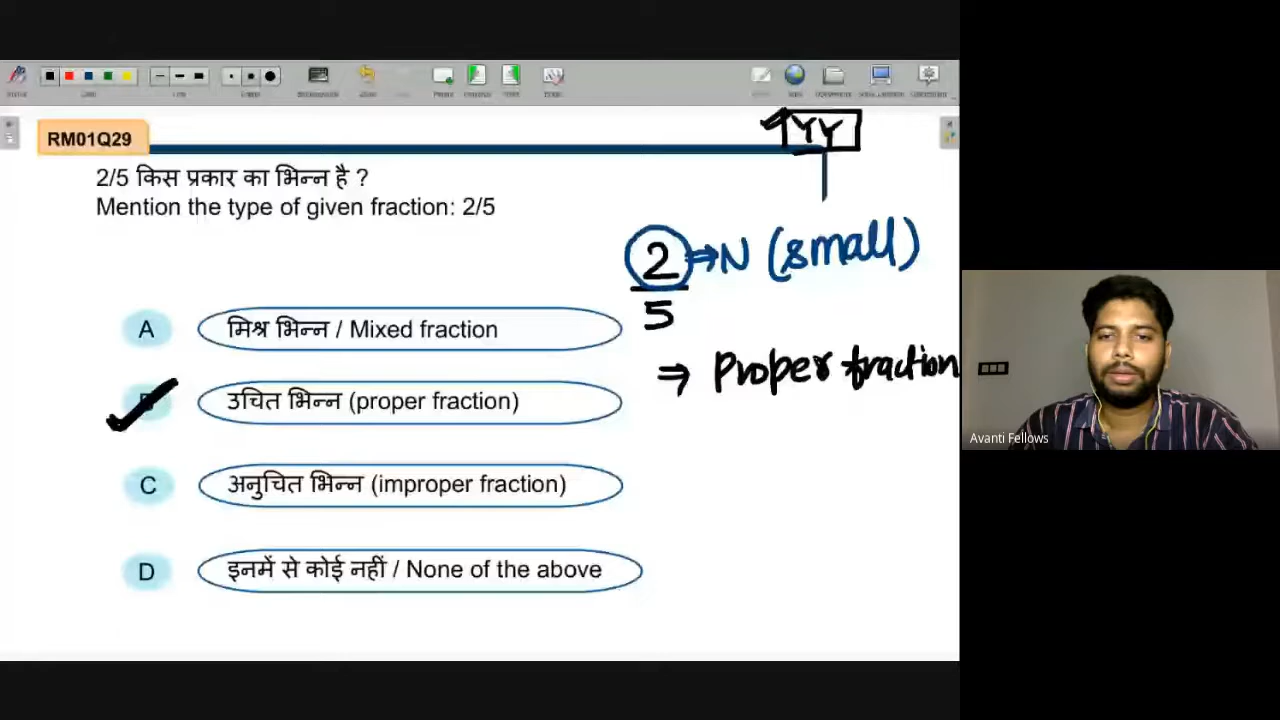 RM01Q29
YY
2/5 किस प्रकार का भिन्न है ?
Mention the type of given fraction: 2/5
2 ⇒ N (small)
5
⇒ Proper fraction
A मिश्र भिन्न / Mixed fraction
B उचित भिन्न (proper fraction)
C अनुचित भिन्न (improper fraction)
D इनमें से कोई नहीं / None of the above
Avanti Fellows